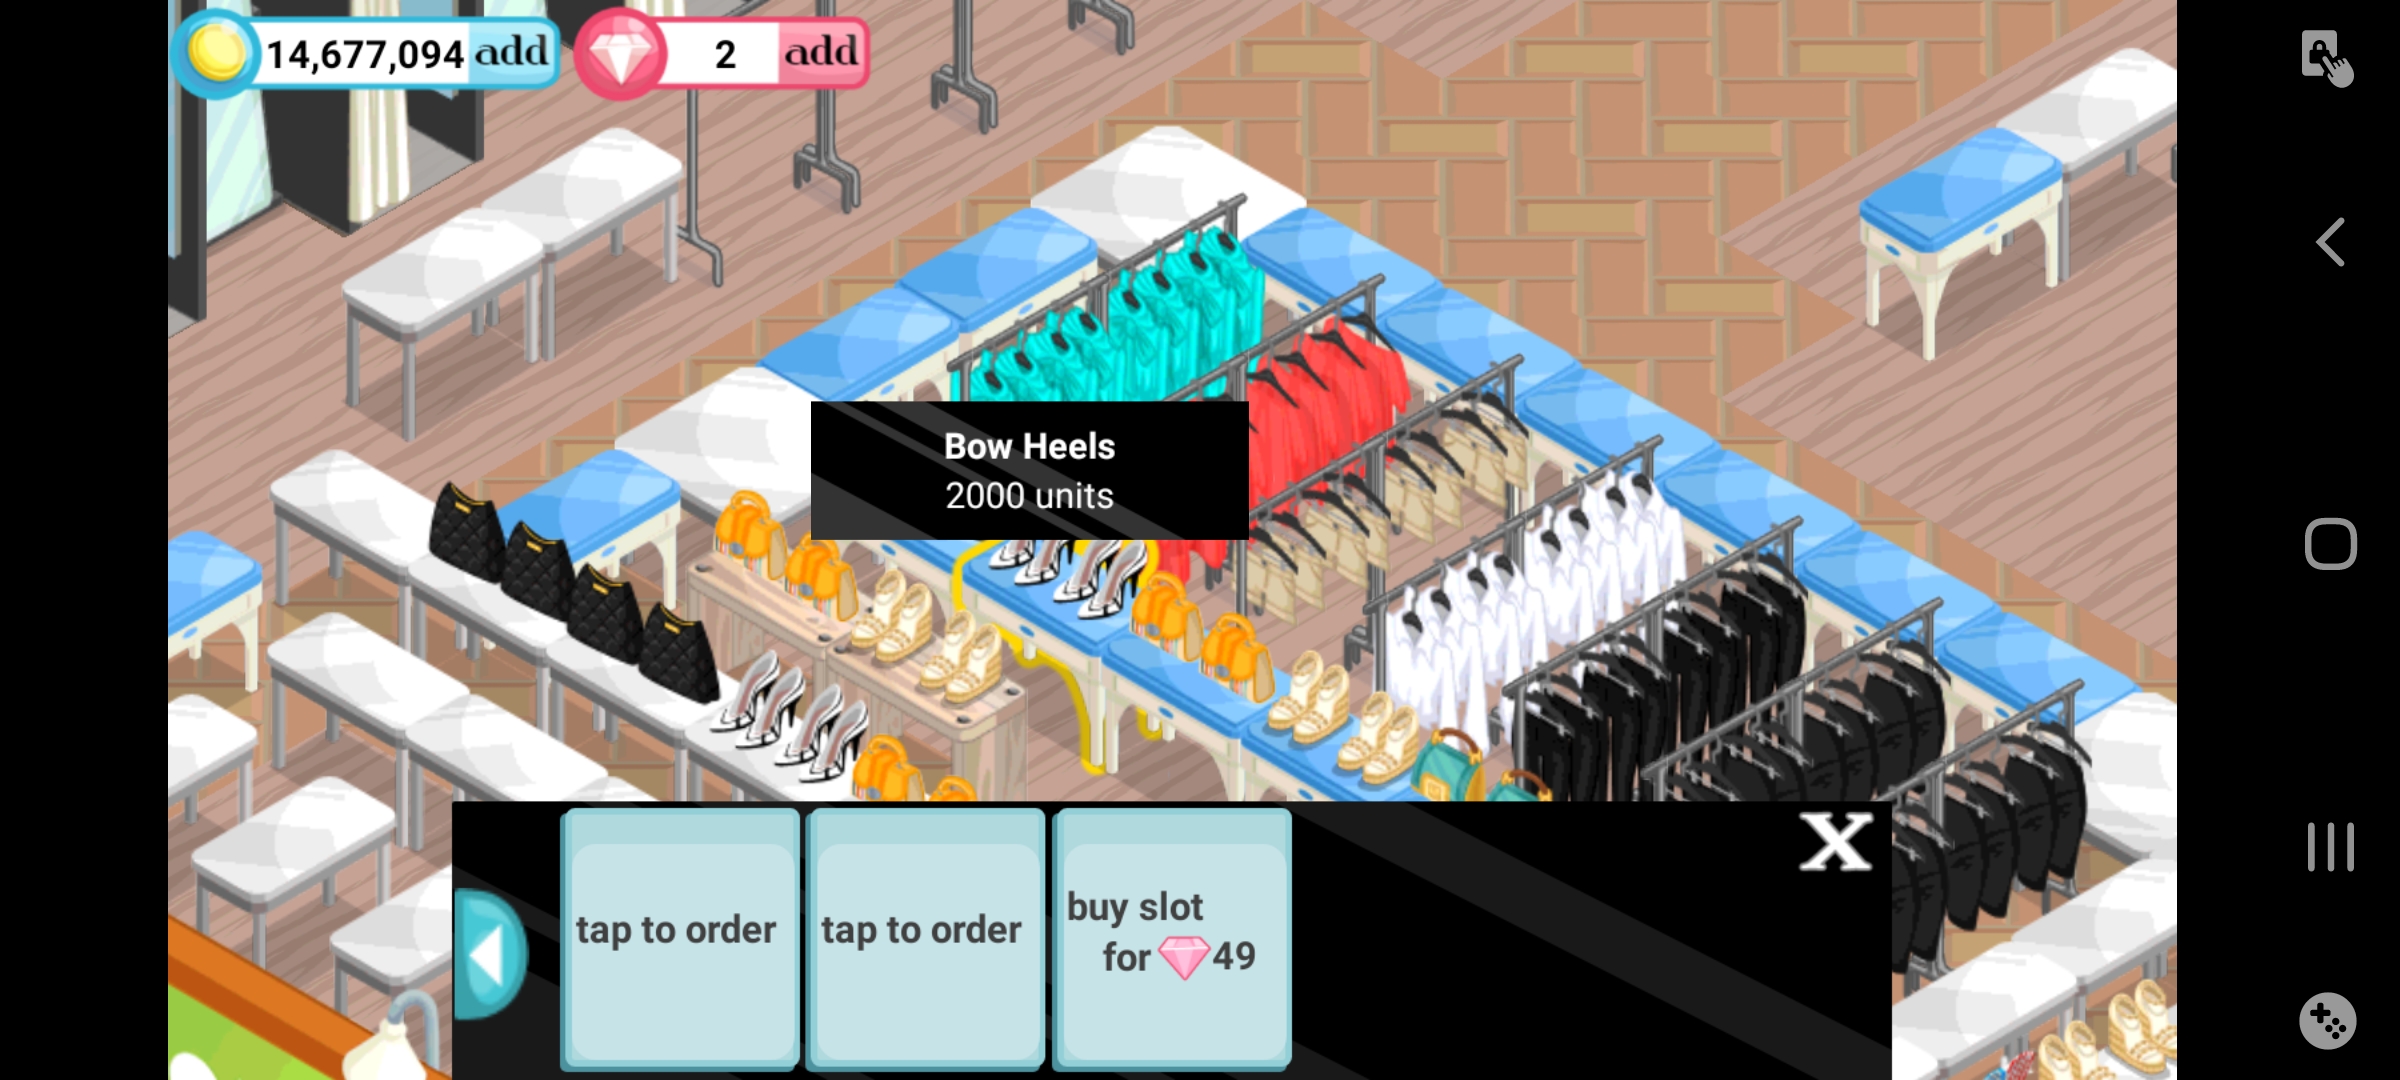 14,677,094 add
2 add
Bow Heels
2000 units
tap to order
tap to order
buy slot
for 49
X